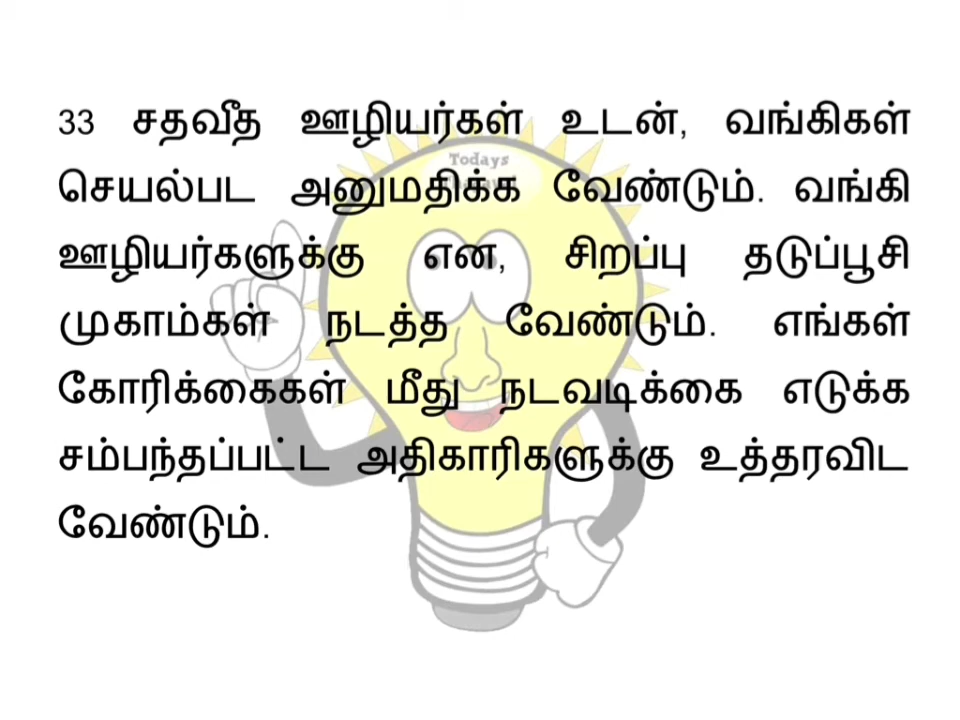 Todays
33 சதவீத ஊழியர்கள் உடன், வங்கிகள்
செயல்பட அனுமதிக்க வேண்டும். வங்கி
ஊழியர்களுக்கு என, சிறப்பு தடுப்பூசி
முகாம்கள் நடத்த வேண்டும். எங்கள்
கோரிக்கைகள் மீது நடவடிக்கை எடுக்க
சம்பந்தப்பட்ட அதிகாரிகளுக்கு உத்தரவிட
வேண்டும்.